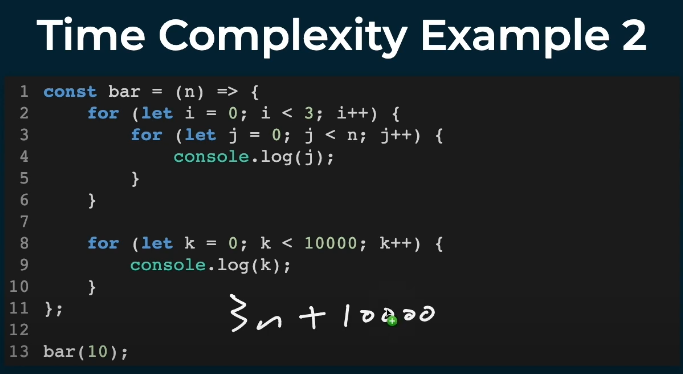 Time Complexity Example 2
1 const bar = (n) => {
2     for (let i = 0; i < 3; i++) {
3         for (let j = 0; j < n; j++) {
4             console.log(j);
5         }
6     }
7
8     for (let k = 0; k < 10000; k++) {
9         console.log(k);
10     }
11 };
3n + 10000
12
13 bar(10);